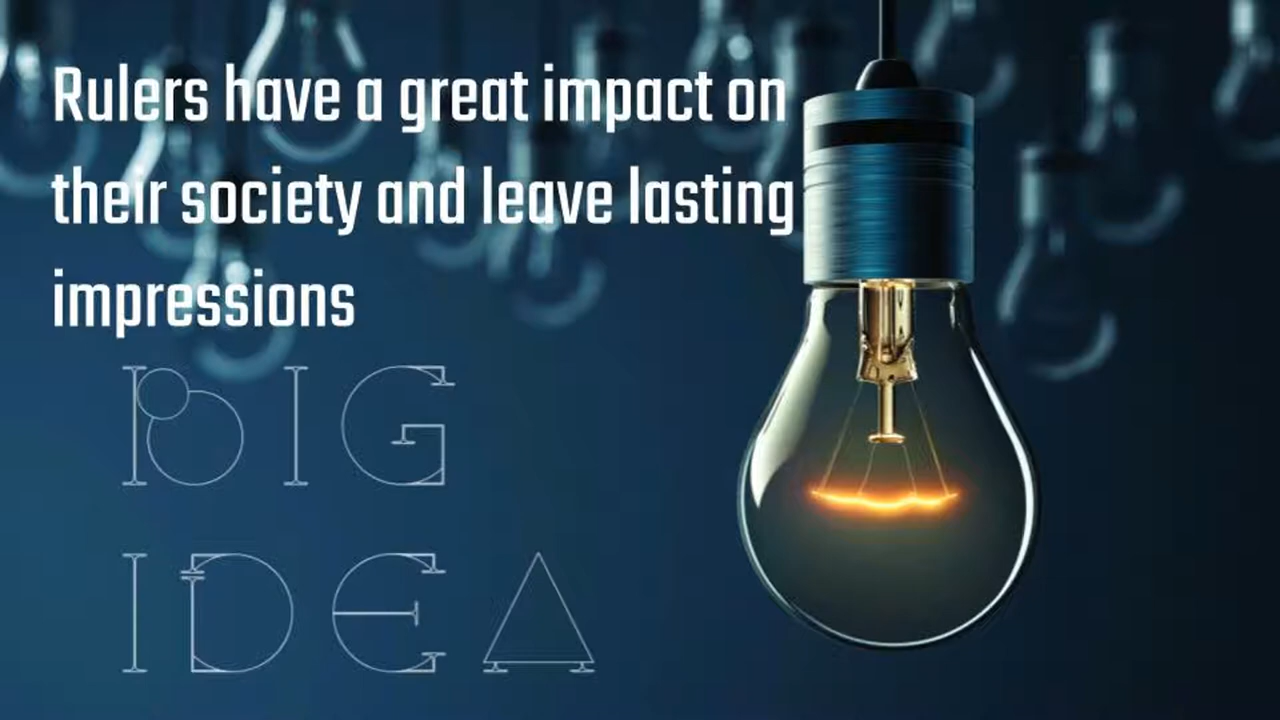 Rulers have a great impact on
their society and leave lasting
impressions
BIG
IDEA